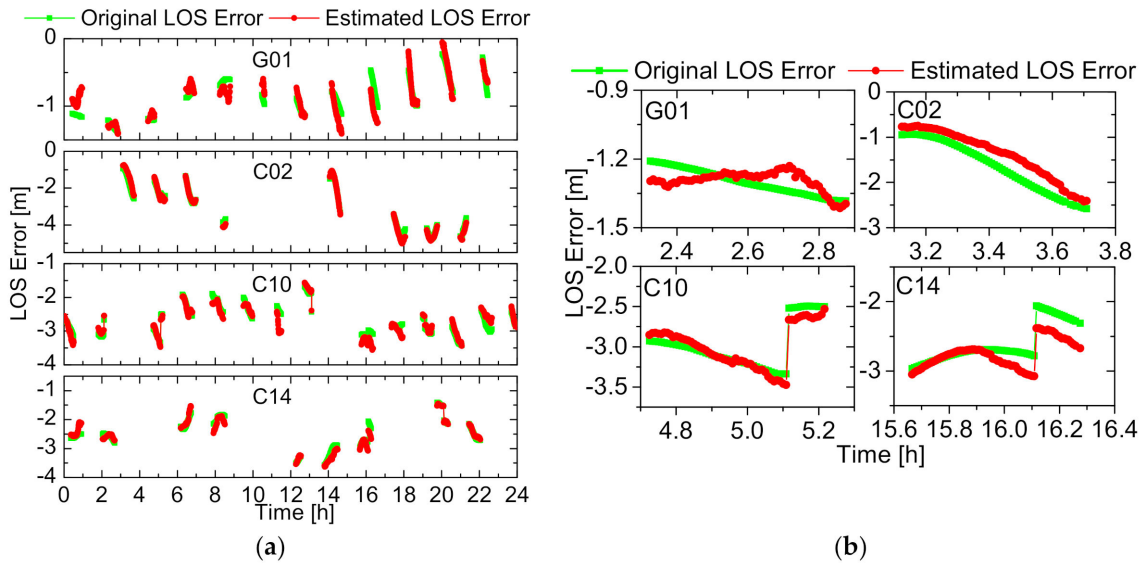 (a)
Original LOS Error Estimated LOS Error
LOS Error [m]
0
-1
G01
0
-2
-4
C02
-1
-2
-3
-4
C10
-1
-2
-3
-4
C14
0 2 4 6 8 10 12 14 16 18 20 22 24
Time [h]
(a)
(b)
Original LOS Error Estimated LOS Error
LOS Error [m]
-0.9
-1.2
-1.5
G01
2.4 2.6 2.8
0
-1
-2
-3
C02
3.2 3.4 3.6 3.8
-2.0
-2.5
-3.0
-3.5
C10
4.8 5.0 5.2
-2
-3
C14
15.6 15.8 16.0 16.2 16.4
Time [h]
(b)